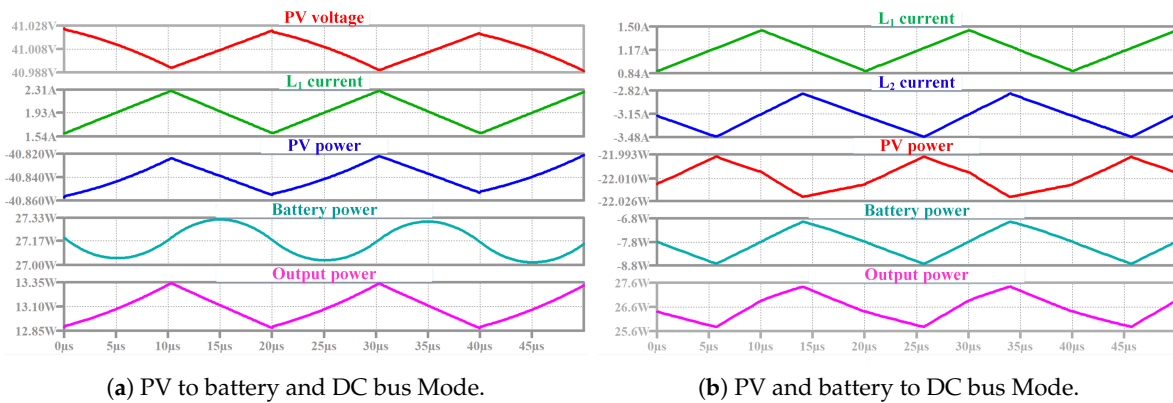 PV voltage
41.028V
41.008V
40.988V
L₁ current
2.31A
1.93A
1.54A
PV power
-40.820W
-40.840W
-40.860W
Battery power
27.33W
27.17W
27.00W
Output power
13.35W
13.10W
12.85W
0µs 5µs 10µs 15µs 20µs 25µs 30µs 35µs 40µs 45µs
(a) PV to battery and DC bus Mode.
L₁ current
1.50A
1.17A
0.84A
L₂ current
-2.82A
-3.15A
-3.48A
PV power
-21.993W
-22.010W
-22.026W
Battery power
-6.8W
-7.8W
-8.8W
Output power
27.6W
26.6W
25.6W
0µs 5µs 10µs 15µs 20µs 25µs 30µs 35µs 40µs 45µs
(b) PV and battery to DC bus Mode.